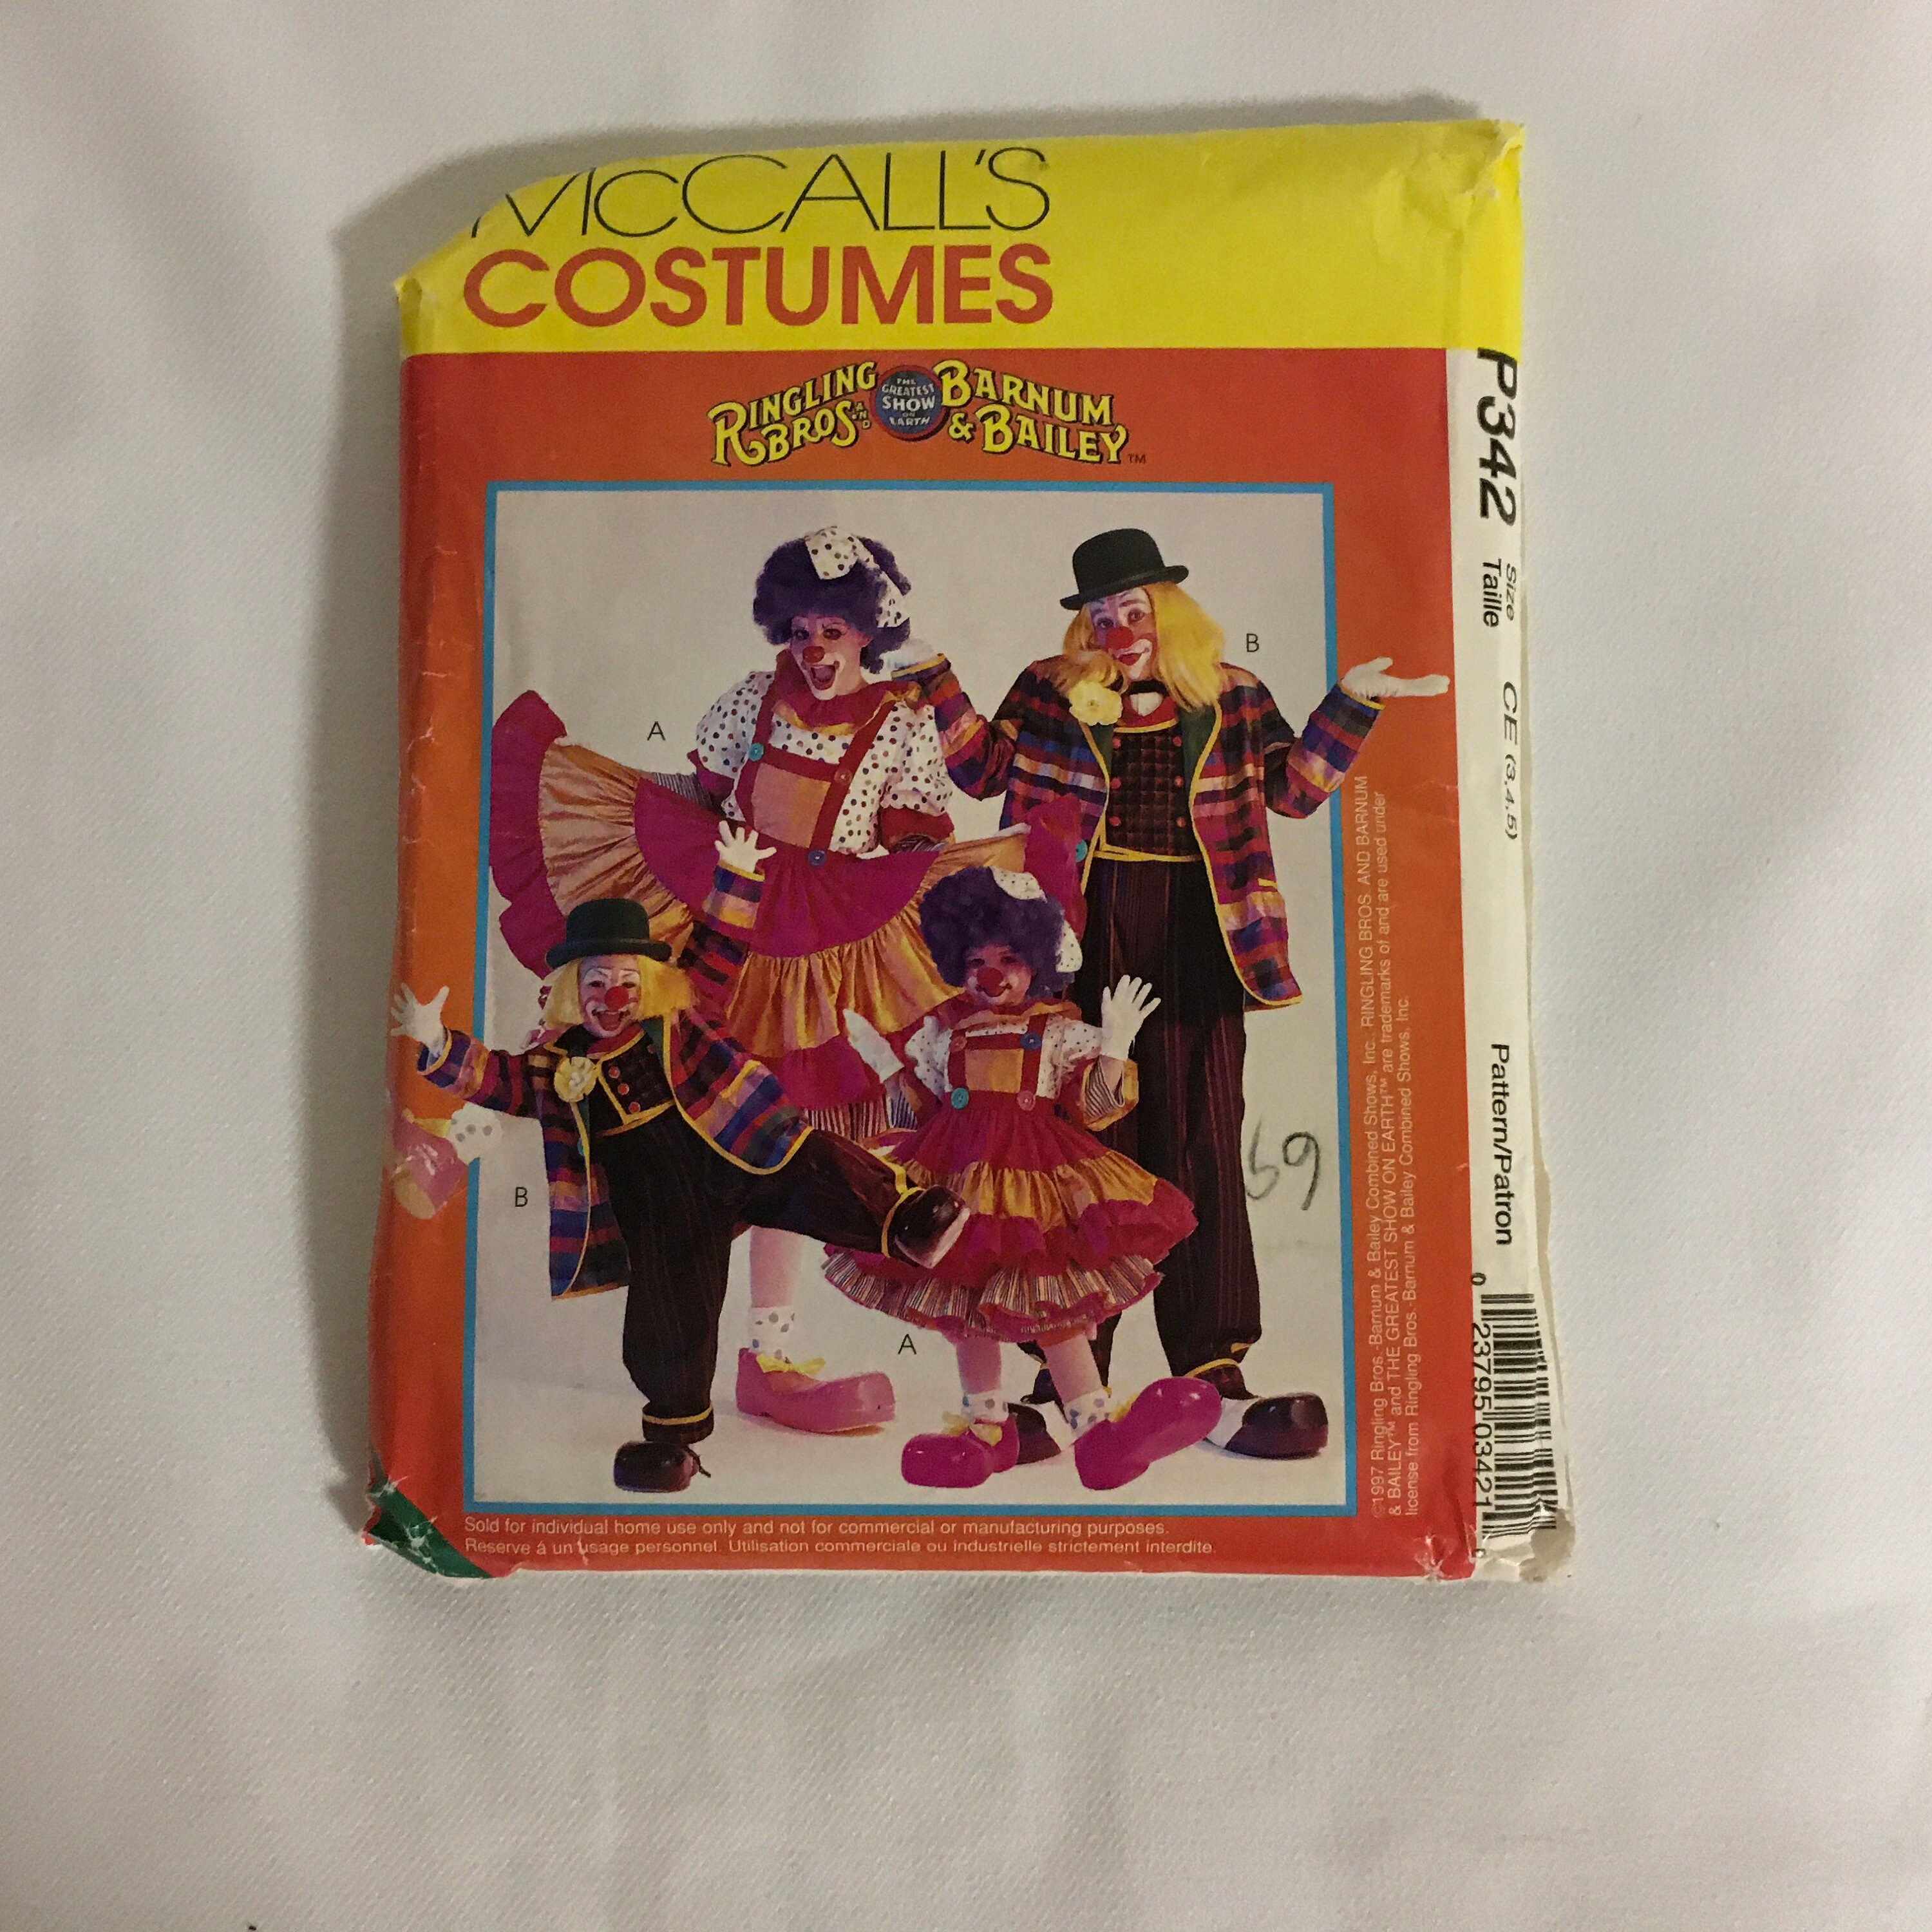 McCALL'S
COSTUMES
RINGLING BROS. AND THE GREATEST SHOW ON EARTH BARNUM & BAILEY™
A
B
B
A
69
P342 Size Taille CE (3,4,5) Pattern/Patron
0 23795 03421
©1997 Ringling Bros.-Barnum & Bailey Combined Shows, Inc. RINGLING BROS. AND BARNUM
& BAILEY™ and THE GREATEST SHOW ON EARTH™ are trademarks of and are used under
license from Ringling Bros.-Barnum & Bailey Combined Shows, Inc.
Sold for individual home use only and not for commercial or manufacturing purposes.
Reserve á un usage personnel. Utilisation commerciale ou industrielle strictement interdite.